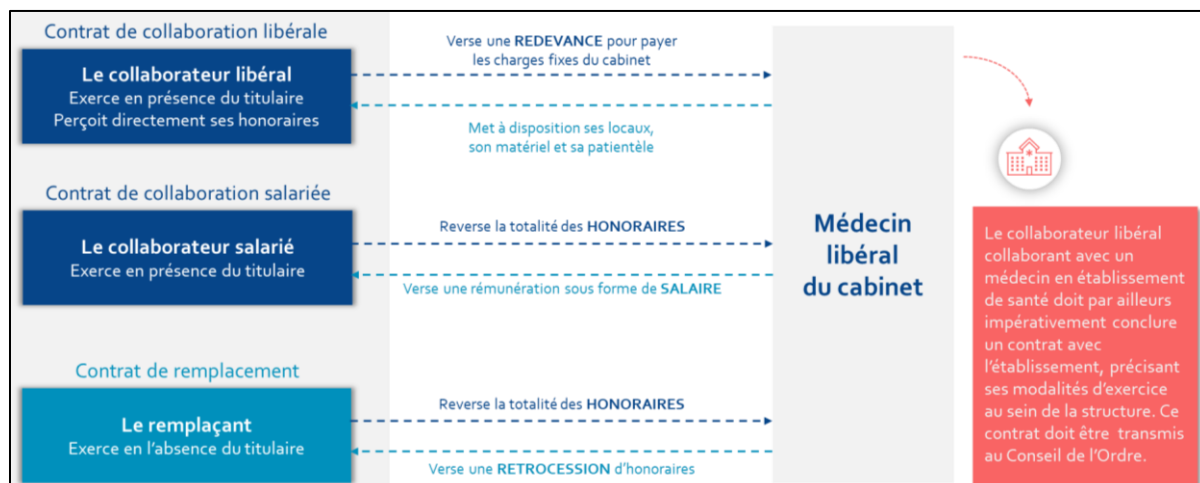 Contrat de collaboration libérale
Le collaborateur libéral
Exerce en présence du titulaire
Perçoit directement ses honoraires
Verse une REDEVANCE pour payer
les charges fixes du cabinet
Met à disposition ses locaux,
son matériel et sa patientèle
Contrat de collaboration salariée
Le collaborateur salarié
Exerce en présence du titulaire
Reverse la totalité des HONORAIRES
Verse une rémunération sous forme de SALAIRE
Contrat de remplacement
Le remplaçant
Exerce en l'absence du titulaire
Reverse la totalité des HONORAIRES
Verse une RETROCESSION d'honoraires
Médecin
libéral
du cabinet
Le collaborateur libéral
collaborant avec un
médecin en établissement
de santé doit par ailleurs
impérativement conclure
un contrat avec
l'établissement, précisant
ses modalités d'exercice
au sein de la structure. Ce
contrat doit être transmis
au Conseil de l'Ordre.